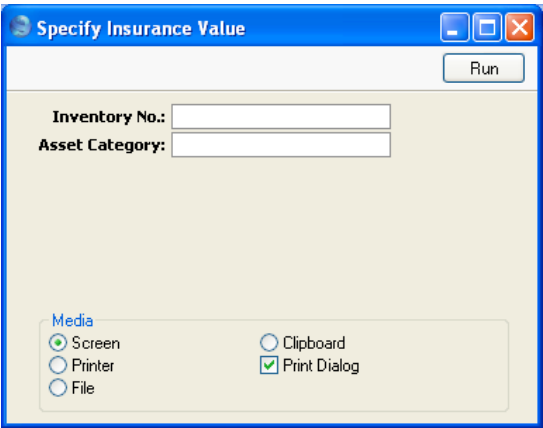 Specify Insurance Value
Run
Inventory No.:
Asset Category:
Media
Screen
Clipboard
Printer
Print Dialog
File